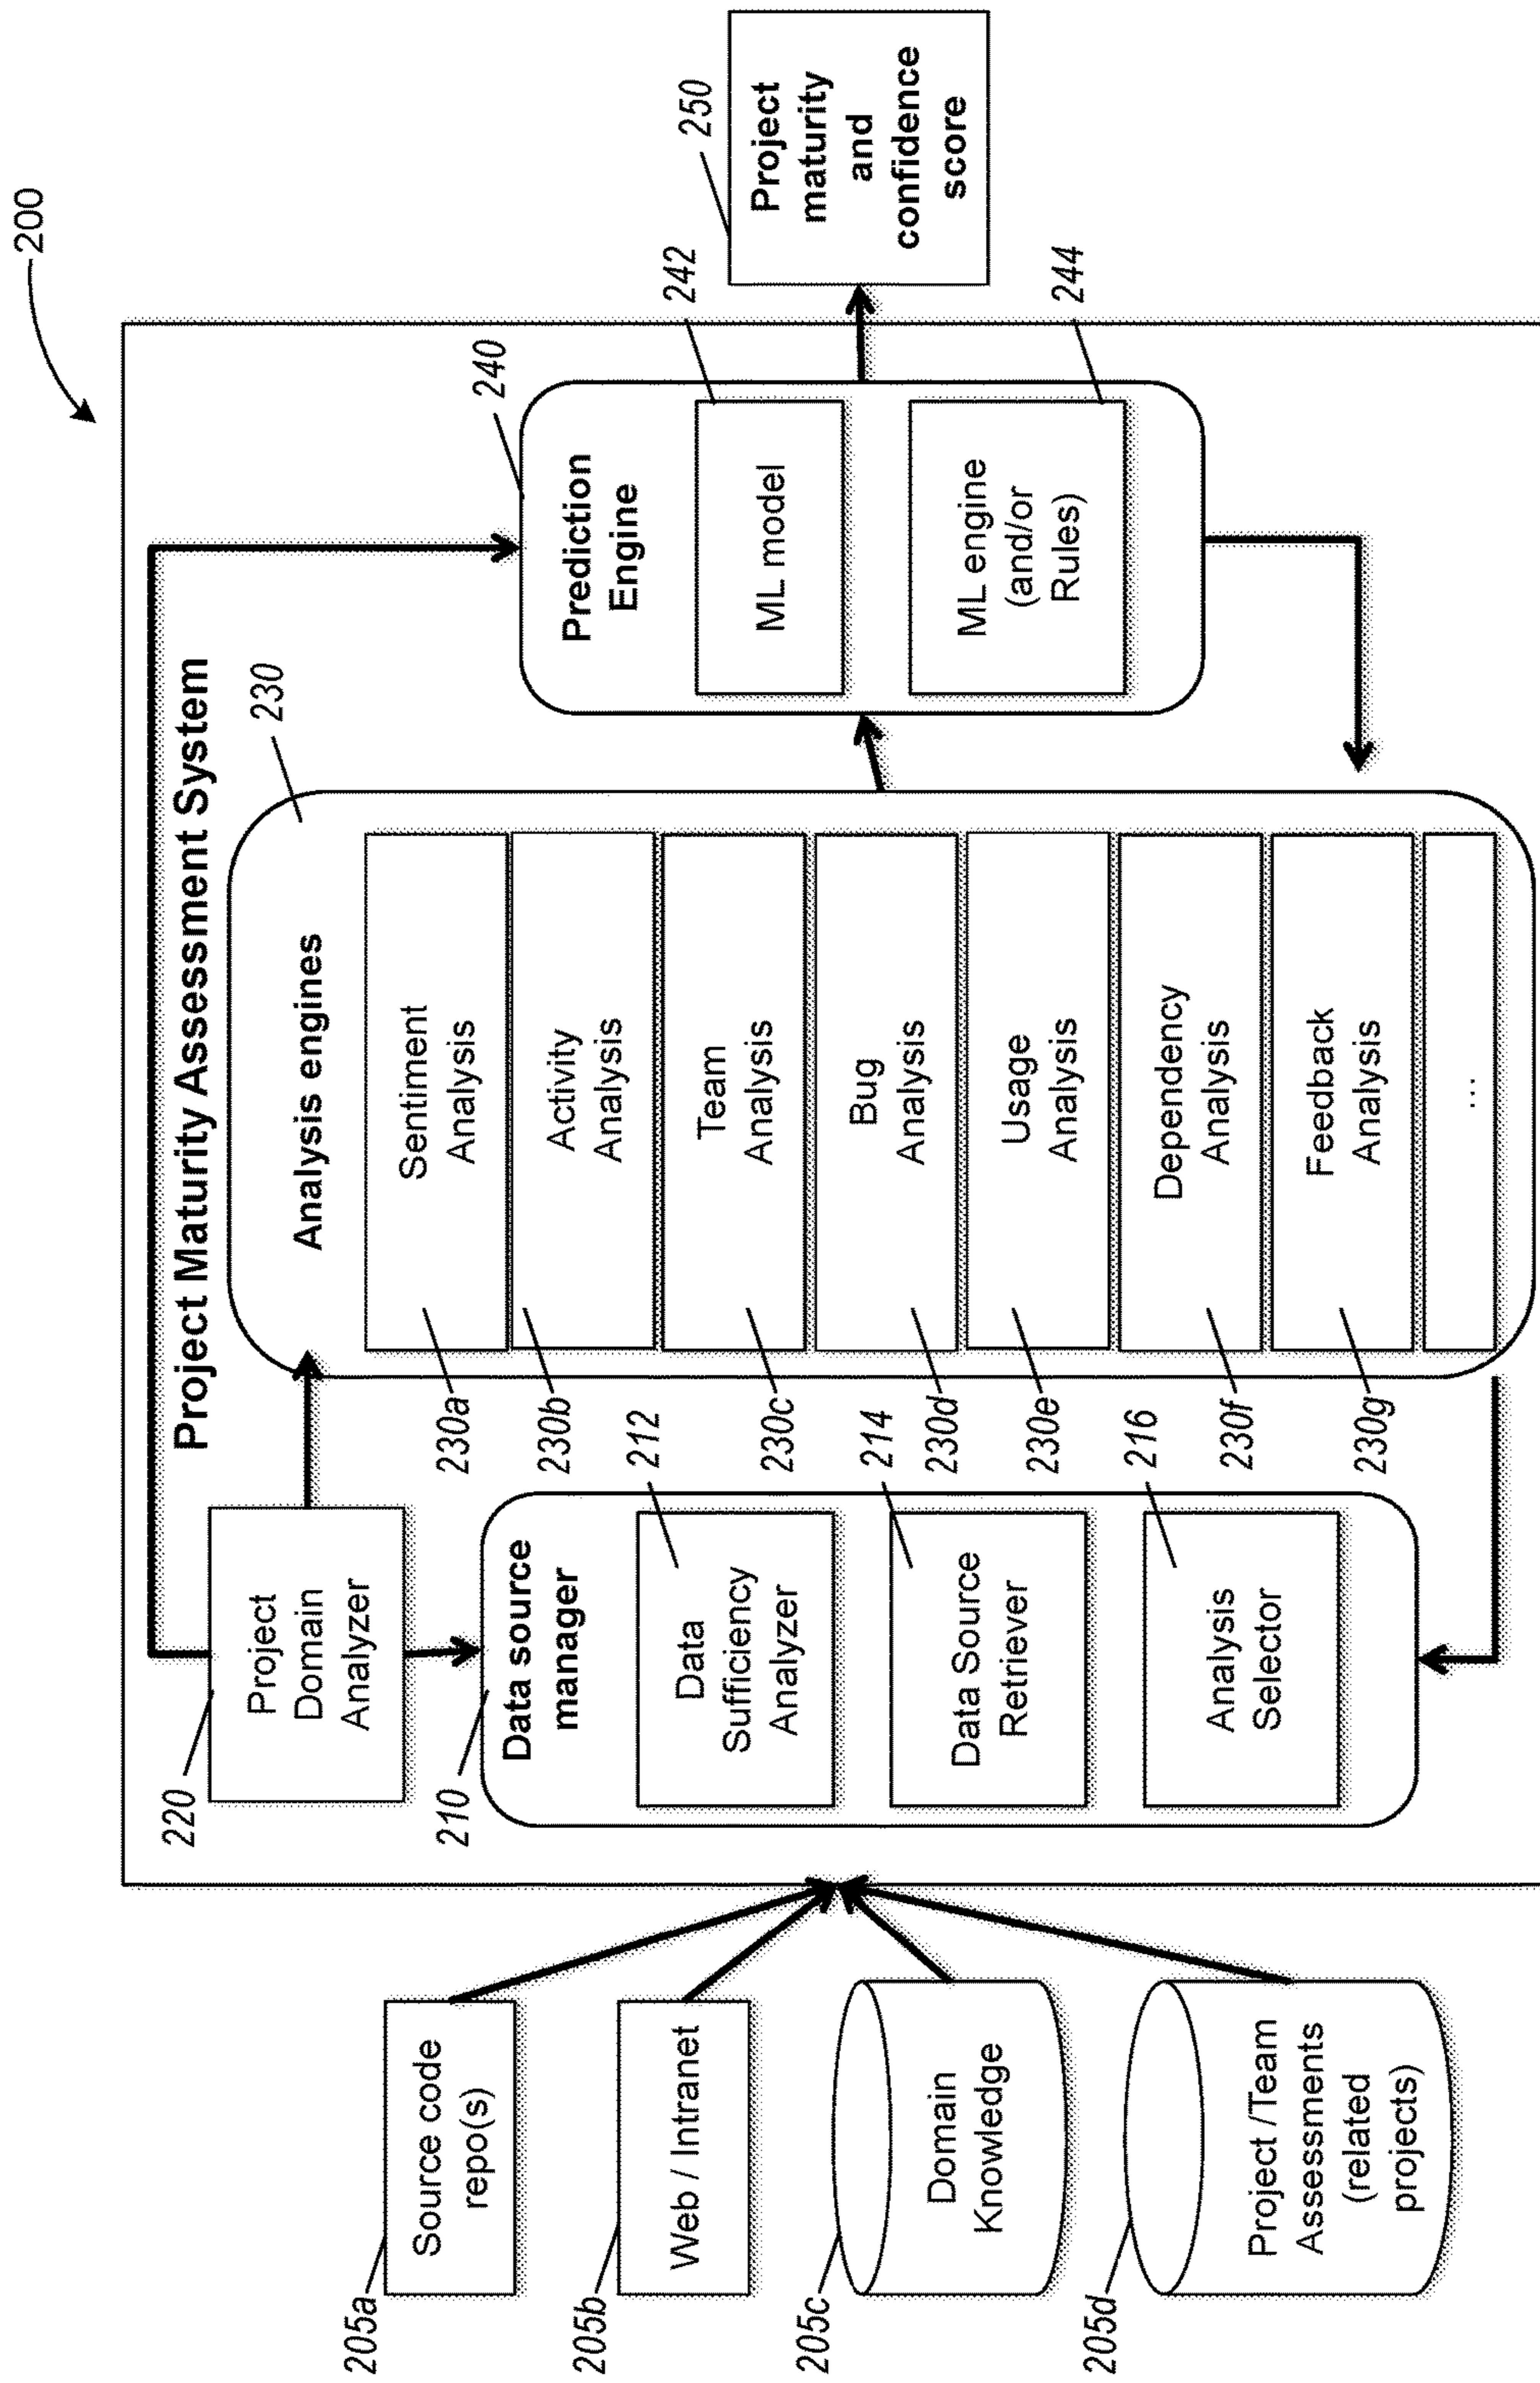 200
Project Maturity Assessment System
205a
Source code
repo(s)
205b
Web / Intranet
205c
Domain
Knowledge
205d
Project /Team
Assessments
(related
projects)
220
Project
Domain
Analyzer
210
Data source
manager
212
Data
Sufficiency
Analyzer
214
Data Source
Retriever
216
Analysis
Selector
230
Analysis engines
230a
Sentiment
Analysis
230b
Activity
Analysis
230c
Team
Analysis
230d
Bug
Analysis
230e
Usage
Analysis
230f
Dependency
Analysis
230g
Feedback
Analysis
...
240
Prediction
Engine
242
ML model
244
ML engine
(and/or
Rules)
250
Project
maturity
and
confidence
score